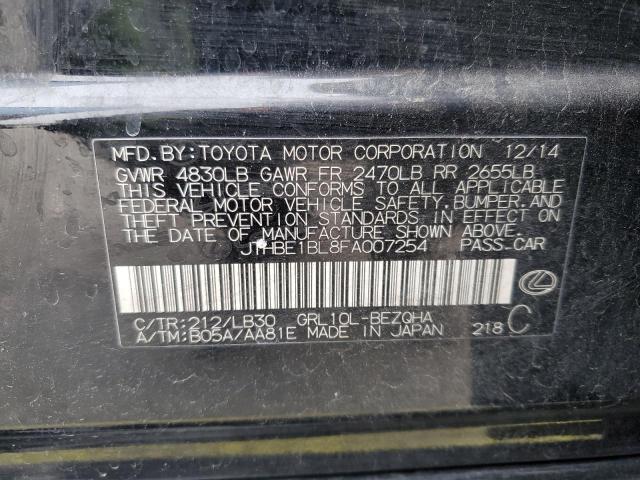 MFD.BY:TOYOTA MOTOR CORPORATION 12/14
GVWR 4830LB GAWR FR 2470LB RR 2655LB
THIS VEHICLE CONFORMS TO ALL APPLICABLE
FEDERAL MOTOR VEHICLE SAFETY.BUMPER.AND
THEFT PREVENTION STANDARDS IN EFFECT ON
THE DATE OF MANUFACTURE SHOWN ABOVE.
JTHBE1BL8FA007254 PASS.CAR
C/TR:212/LB30 GRL10L-BEZQHA
A/TM:B05A/AA81E MADE IN JAPAN 218 C